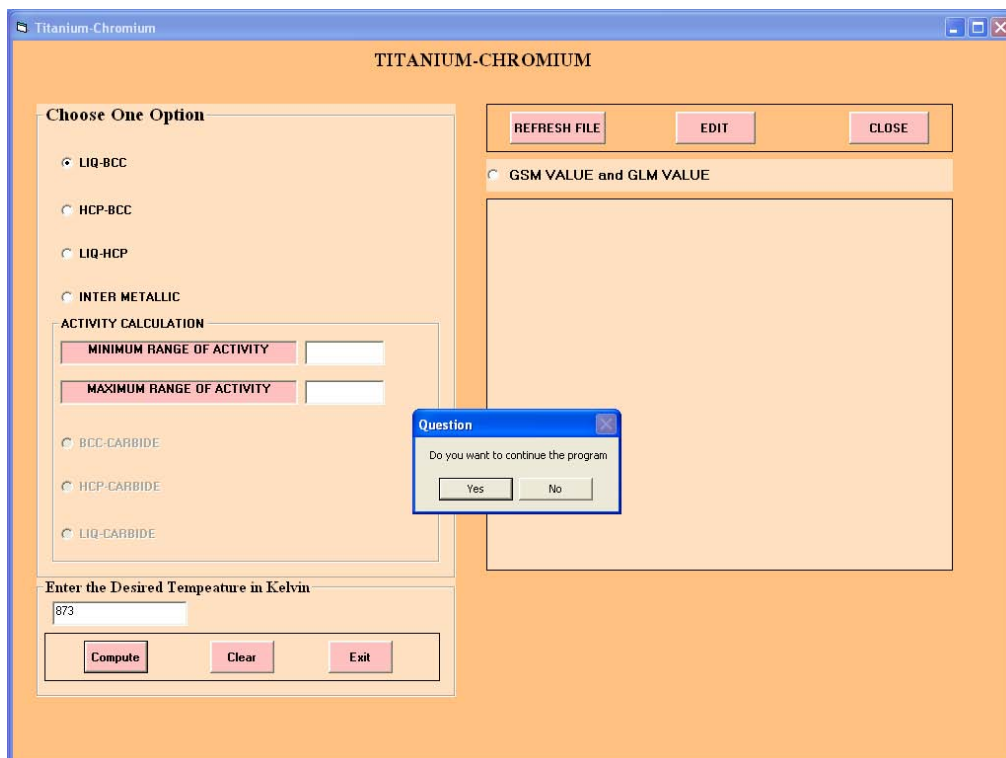 Titanium-Chromium
TITANIUM-CHROMIUM
Choose One Option
LIQ-BCC
HCP-BCC
LIQ-HCP
INTER METALLIC
ACTIVITY CALCULATION
MINIMUM RANGE OF ACTIVITY
MAXIMUM RANGE OF ACTIVITY
BCC-CARBIDE
HCP-CARBIDE
LIQ-CARBIDE
Enter the Desired Tempeature in Kelvin
873
Compute Clear Exit
REFRESH FILE EDIT CLOSE
GSM VALUE and GLM VALUE
Question
Do you want to continue the program
Yes No